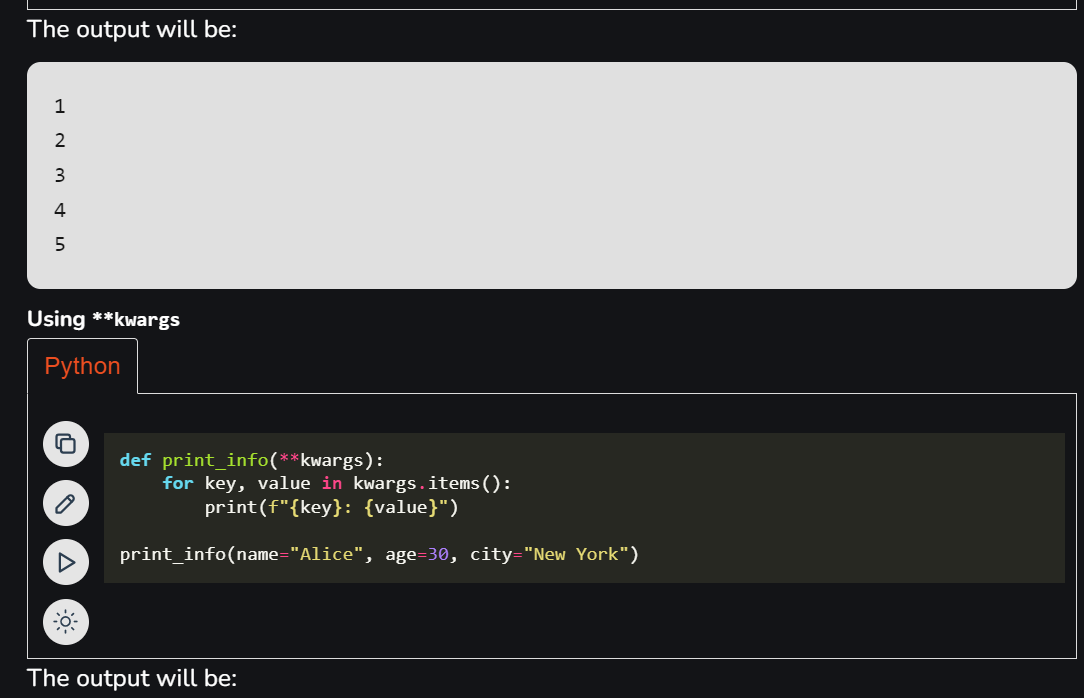 The output will be:
1
2
3
4
5
Using **kwargs
Python
def print_info(**kwargs):
    for key, value in kwargs.items():
        print(f"{key}: {value}")
print_info(name="Alice", age=30, city="New York")
The output will be: